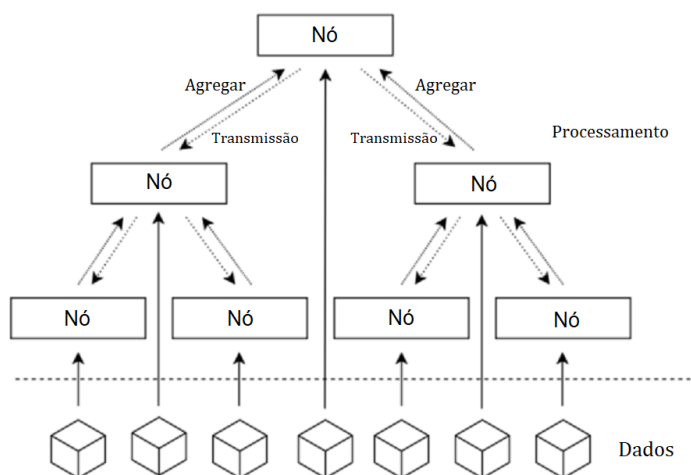 Nó
Agregar
Agregar
Transmissão
Transmissão
Processamento
Nó
Nó
Nó
Nó
Nó
Nó
Dados